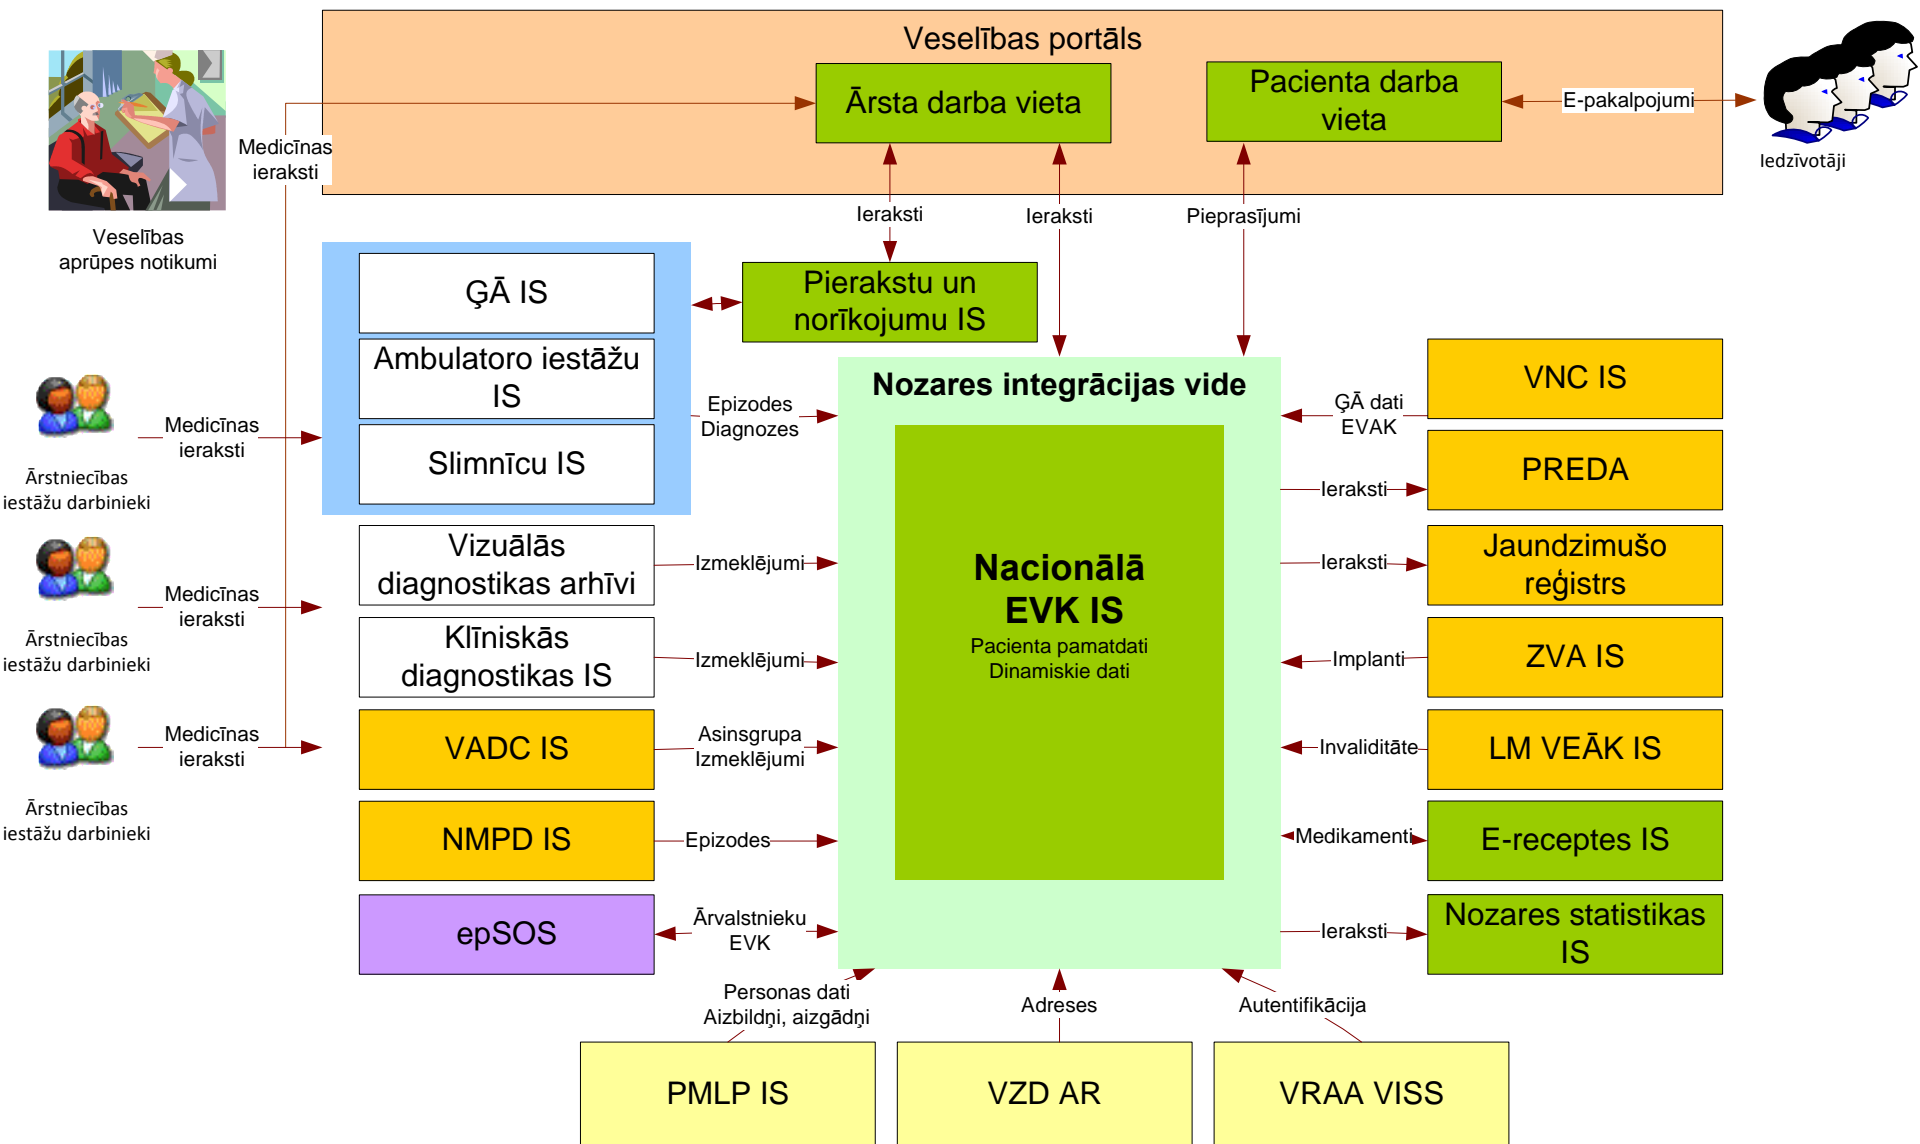 Veselības portāls
Ārsta darba vieta
Pacienta darba
vieta
E-pakalpojumi
Iedzīvotāji
Medicīnas
ieraksti
Veselības
aprūpes notikumi
Ieraksti
Ieraksti
Pieprasījumi
ĢĀ IS
Ambulatoro iestāžu
IS
Slimnīcu IS
Pierakstu un
norīkojumu IS
Epizodes
Diagnozes
Medicīnas
ieraksti
Ārstniecības
iestāžu darbinieki
Medicīnas
ieraksti
Ārstniecības
iestāžu darbinieki
Medicīnas
ieraksti
Ārstniecības
iestāžu darbinieki
Vizuālās
diagnostikas arhīvi
Izmeklējumi
Klīniskās
diagnostikas IS
Izmeklējumi
VADC IS
Asinsgrupa
Izmeklējumi
NMPD IS
Epizodes
epSOS
Ārvalstnieku
EVK
Nozares integrācijas vide
Nacionālā
EVK IS
Pacienta pamatdati
Dinamiskie dati
ĢĀ dati
EVAK
VNC IS
Ieraksti
PREDA
Ieraksti
Jaundzimušo
reģistrs
Implanti
ZVA IS
Invaliditāte
LM VEĀK IS
Medikamenti
E-receptes IS
Ieraksti
Nozares statistikas
IS
Personas dati
Aizbildņi, aizgādņi
Adreses
Autentifikācija
PMLP IS
VZD AR
VRAA VISS